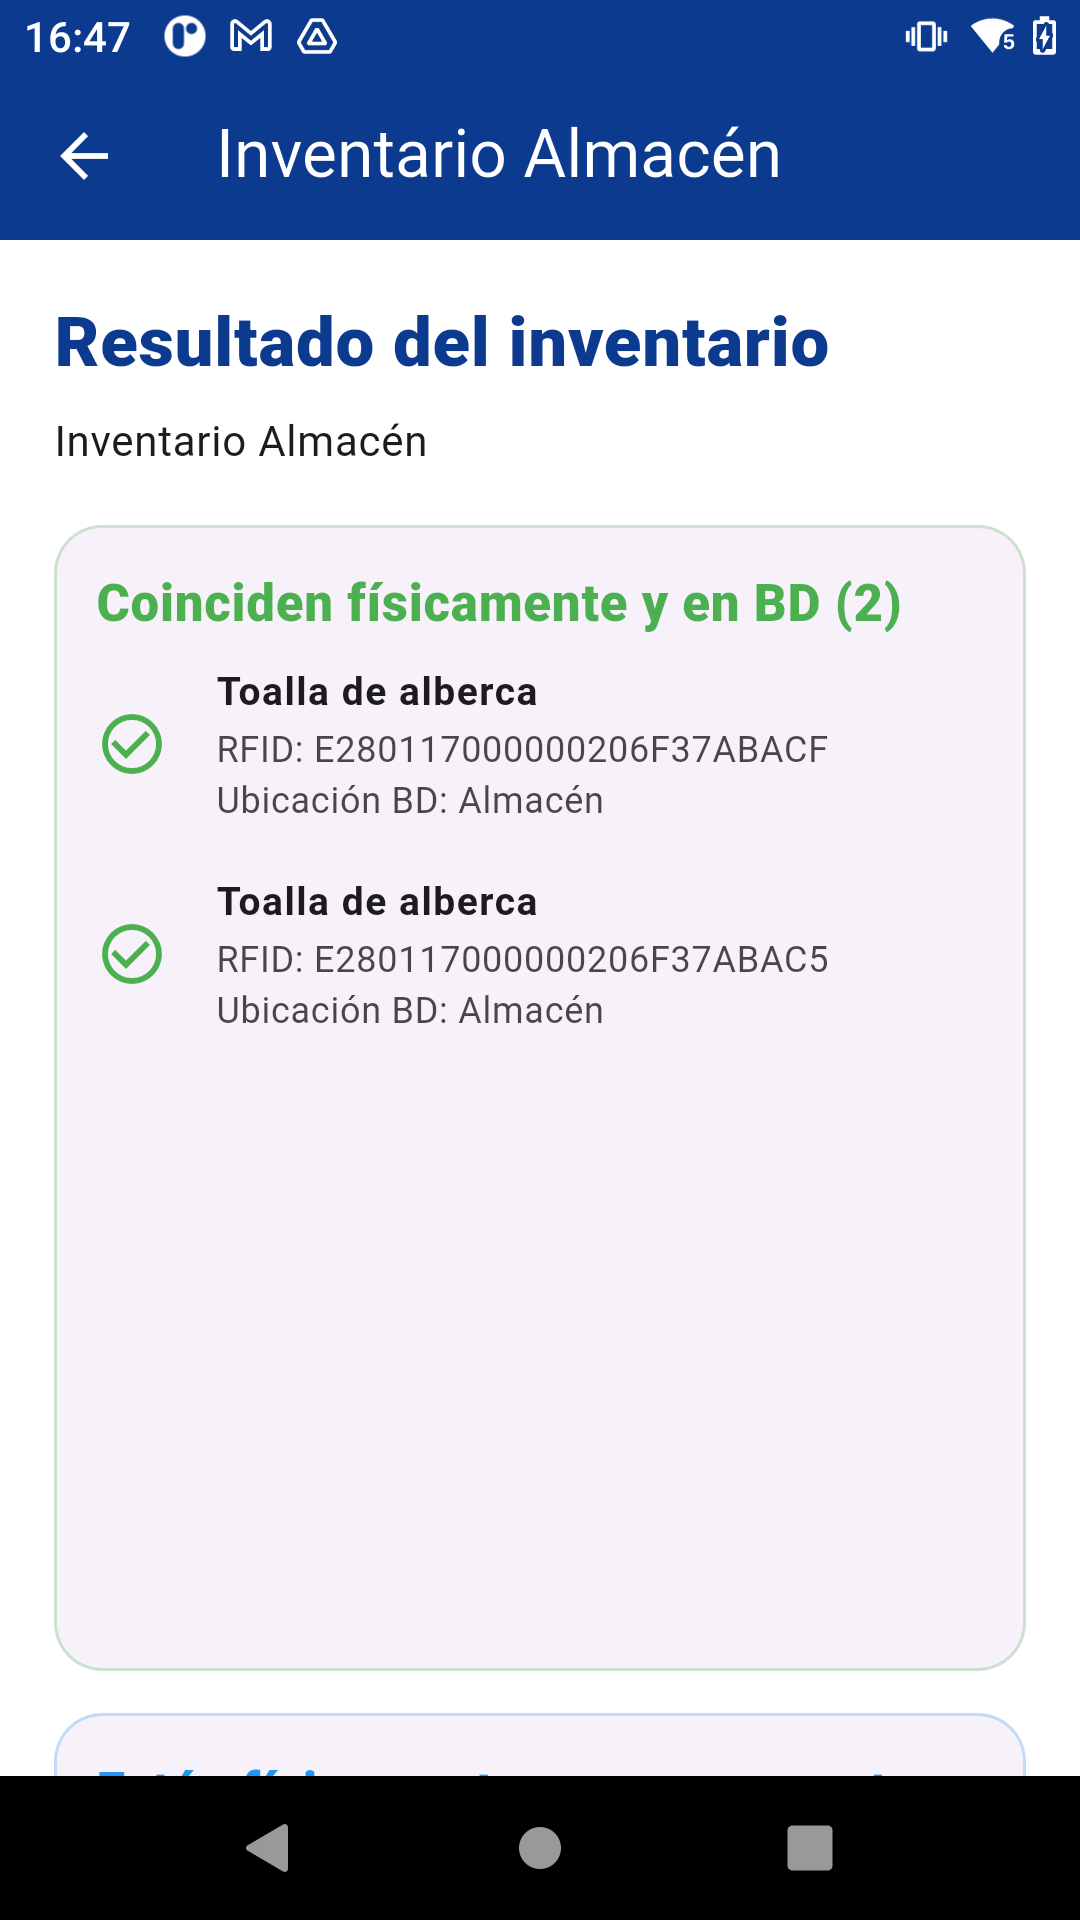 16:47
5
Inventario Almacén
Resultado del inventario
Inventario Almacén
Coinciden físicamente y en BD (2)
Toalla de alberca
RFID: E280117000000206F37ABACF
Ubicación BD: Almacén
Toalla de alberca
RFID: E280117000000206F37ABAC5
Ubicación BD: Almacén